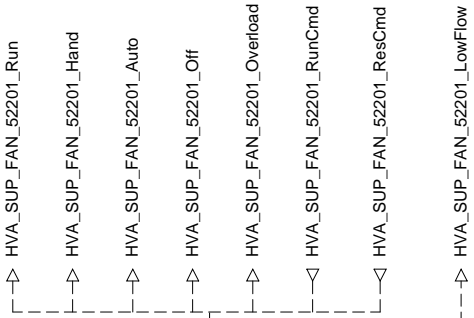 HVA_SUP_FAN_52201_Run
HVA_SUP_FAN_52201_Hand
HVA_SUP_FAN_52201_Auto
HVA_SUP_FAN_52201_Off
HVA_SUP_FAN_52201_Overload
HVA_SUP_FAN_52201_RunCmd
HVA_SUP_FAN_52201_ResCmd
HVA_SUP_FAN_52201_LowFlow